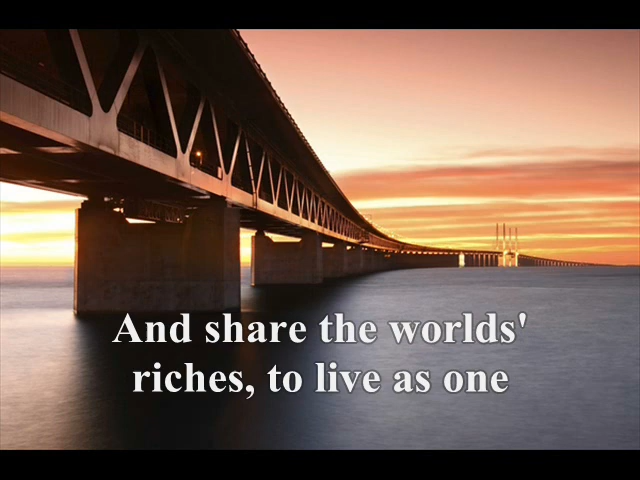 And share the worlds'
riches, to live as one